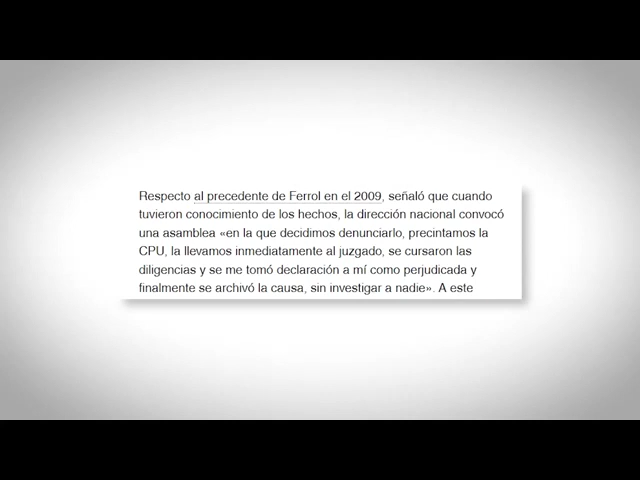 Respecto al precedente de Ferrol en el 2009, señaló que cuando
tuvieron conocimiento de los hechos, la dirección nacional convocó
una asamblea «en la que decidimos denunciarlo, precintamos la
CPU, la llevamos inmediatamente al juzgado, se cursaron las
diligencias y se me tomó declaración a mí como perjudicada y
finalmente se archivó la causa, sin investigar a nadie». A este